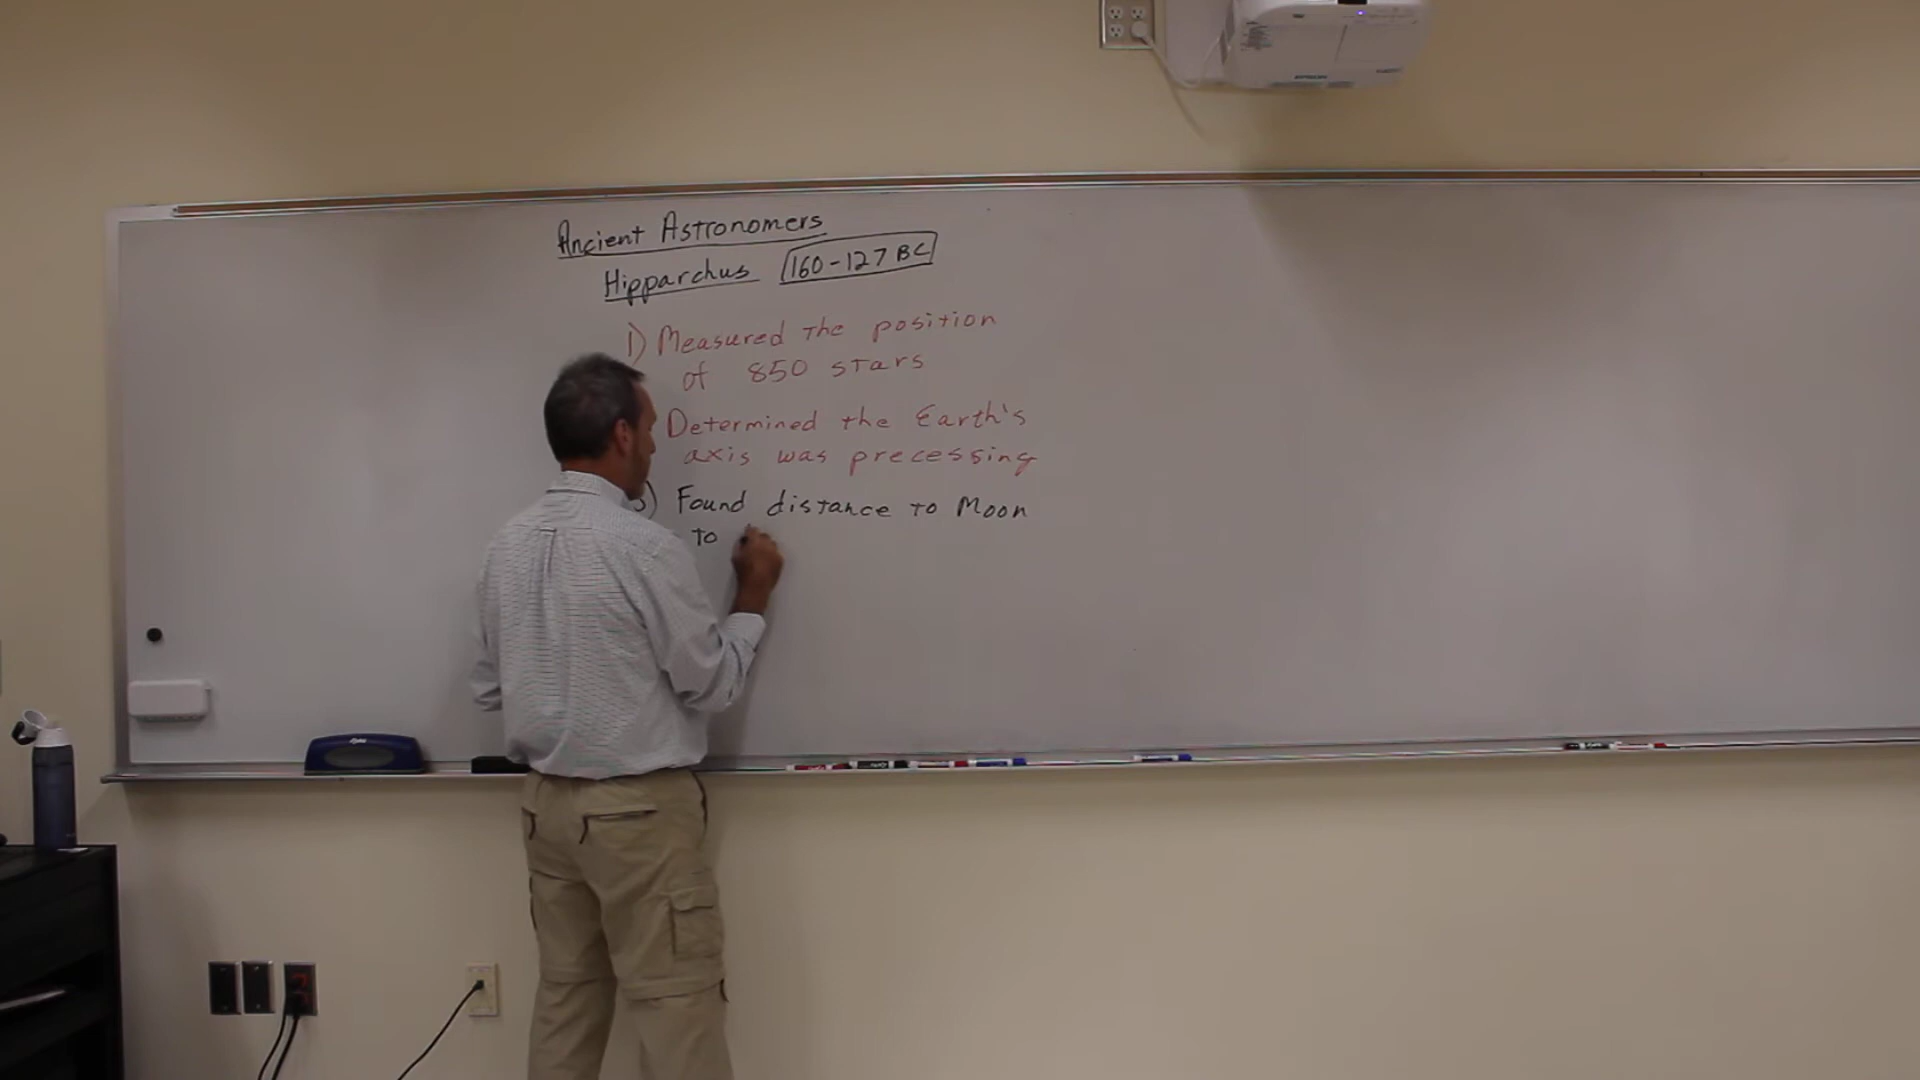 EPSON
Ancient Astronomers
Hipparchus 160-127 BC
1) Measured the position
of 850 stars
Determined the Earth's
axis was precessing
3) Found distance to Moon
to